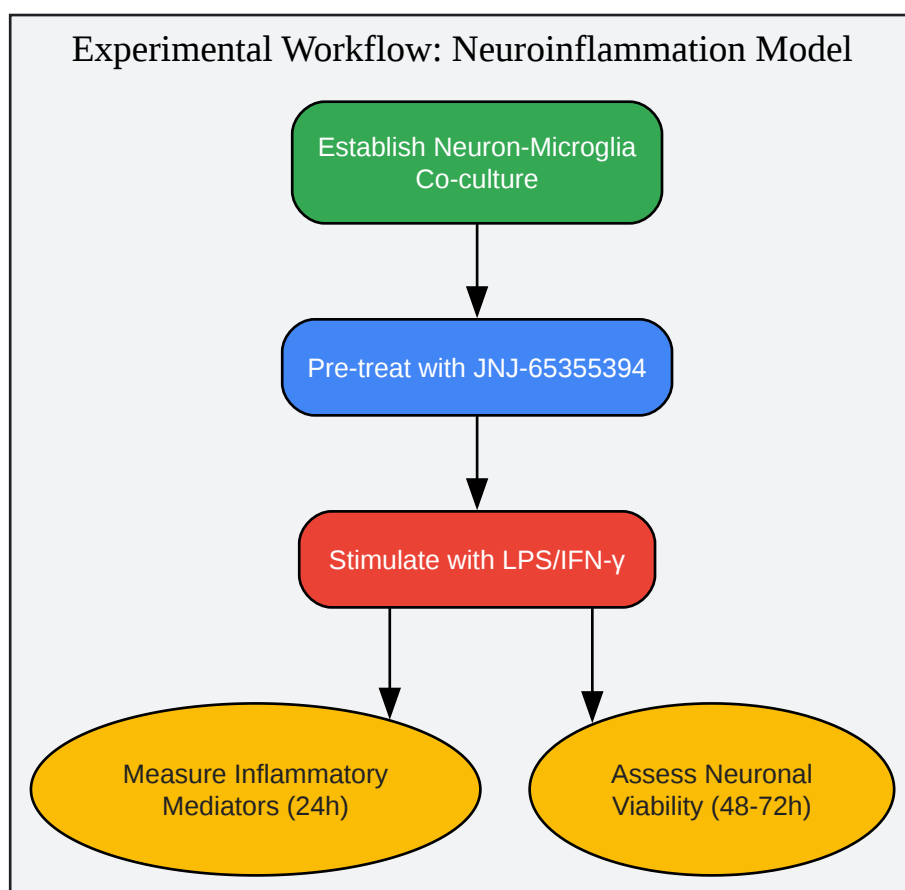 Experimental Workflow: Neuroinflammation Model
Establish Neuron-Microglia
Co-culture
Pre-treat with JNJ-65355394
Stimulate with LPS/IFN-γ
Measure Inflammatory
Mediators (24h)
Assess Neuronal
Viability (48-72h)